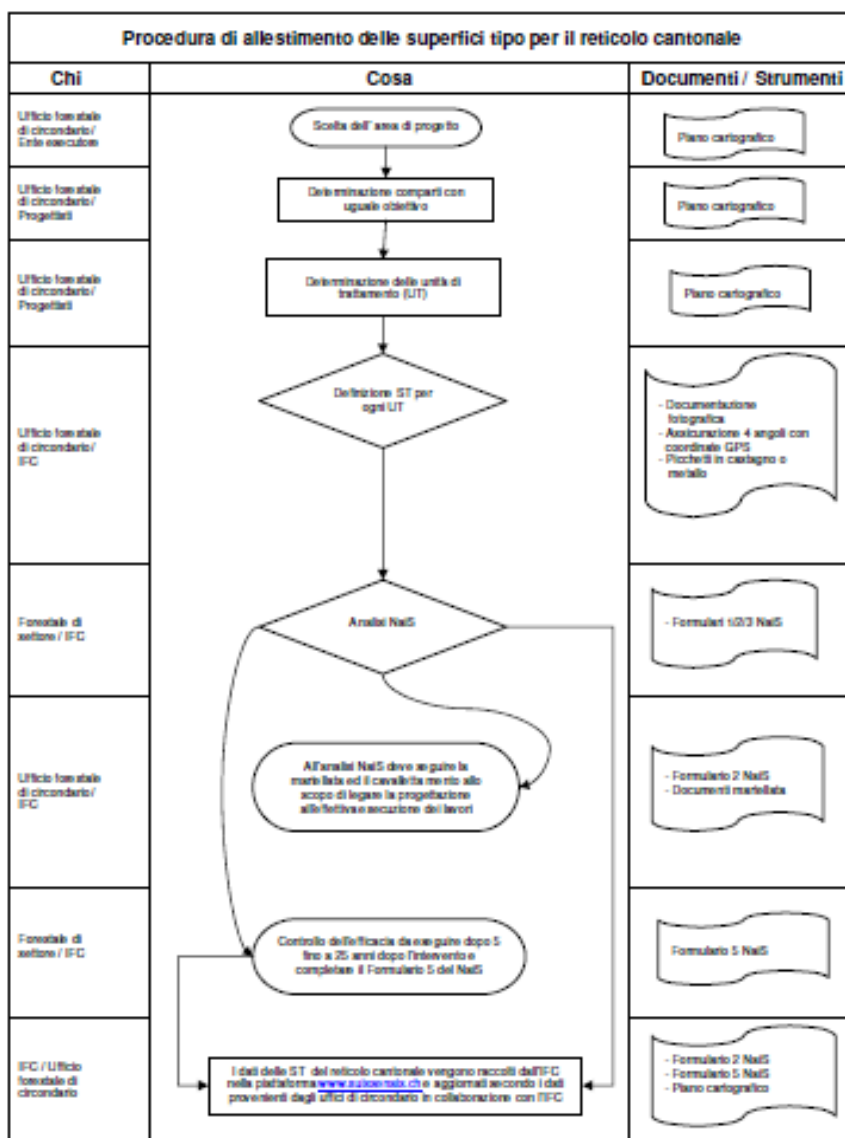 Procedura di allestimento delle superfici tipo per il reticolo cantonale
Chi
Cosa
Documenti / Strumenti
Ufficio forestale
di circondario /
Ente esecutore
Scelta dell' area di progetto
Piano cartografico
Ufficio forestale
di circondario /
Progettisti
Determinazione comparti con
uguale obiettivo
Piano cartografico
Ufficio forestale
di circondario /
Progettisti
Determinazione delle unità di
trattamento (UT)
Piano cartografico
Ufficio forestale
di circondario /
IFC
Definizione ST per
ogni UT
- Documentazione
fotografica
- Assicurazione 4 angoli con
coordinate GPS
- Picchetti in castagno o
metallo
Forestale di
settore / IFC
Analisi NaiS
- Formulari 1/2/3 NaiS
Ufficio forestale
di circondario /
IFC
All'analisi NaiS deve seguire la
martellata ed il cavalletta mento allo
scopo di legare la progettazione
all'effettiva esecuzione dei lavori
- Formulario 2 NaiS
- Documenti martellata
Forestale di
settore / IFC
Controllo dell'efficacia da eseguire dopo 5
fino a 25 anni dopo l'intervento e
completare il Formulario 5 del NaiS
Formulario 5 NaiS
IFC / Ufficio
forestale di
circondario
I dati delle ST del reticolo cantonale vengono raccolti dall'IFC
nella piattaforma e aggiornati secondo i dati
provenienti dagli uffici di circondario in collaborazione con l'IFC
- Formulario 2 NaiS
- Formulario 5 NaiS
- Piano cartografico